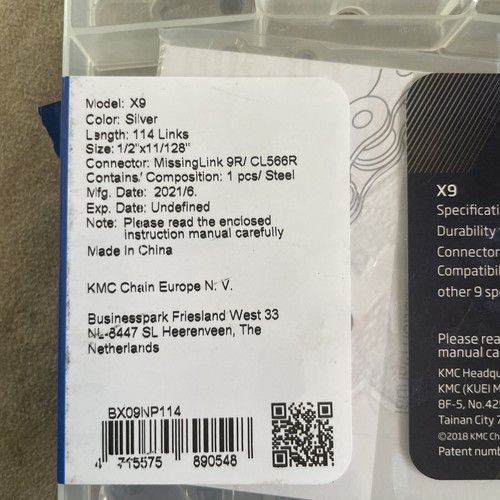 Model: X9
Color: Silver
Length: 114 Links
Size: 1/2"x11/128"
Connector: MissingLink 9R/ CL566R
Contains/ Composition: 1 pcs/ Steel
Mfg. Date: 2021/6.
Exp. Date: Undefined
Note: Please read the enclosed
instruction manual carefully
Made In China
KMC Chain Europe N. V.
Businesspark Friesland West 33
NL-8447 SL Heerenveen, The
Netherlands
BX09NP114
4 715575 890548
X9
Specificati
Durability
Connector
Compatibil
other 9 sp
Please rea
manual ca
KMC Headqu
KMC (KUEI M
8F-5, No.425
Tainan City 7
©2018 KMC Ch
Patent numb